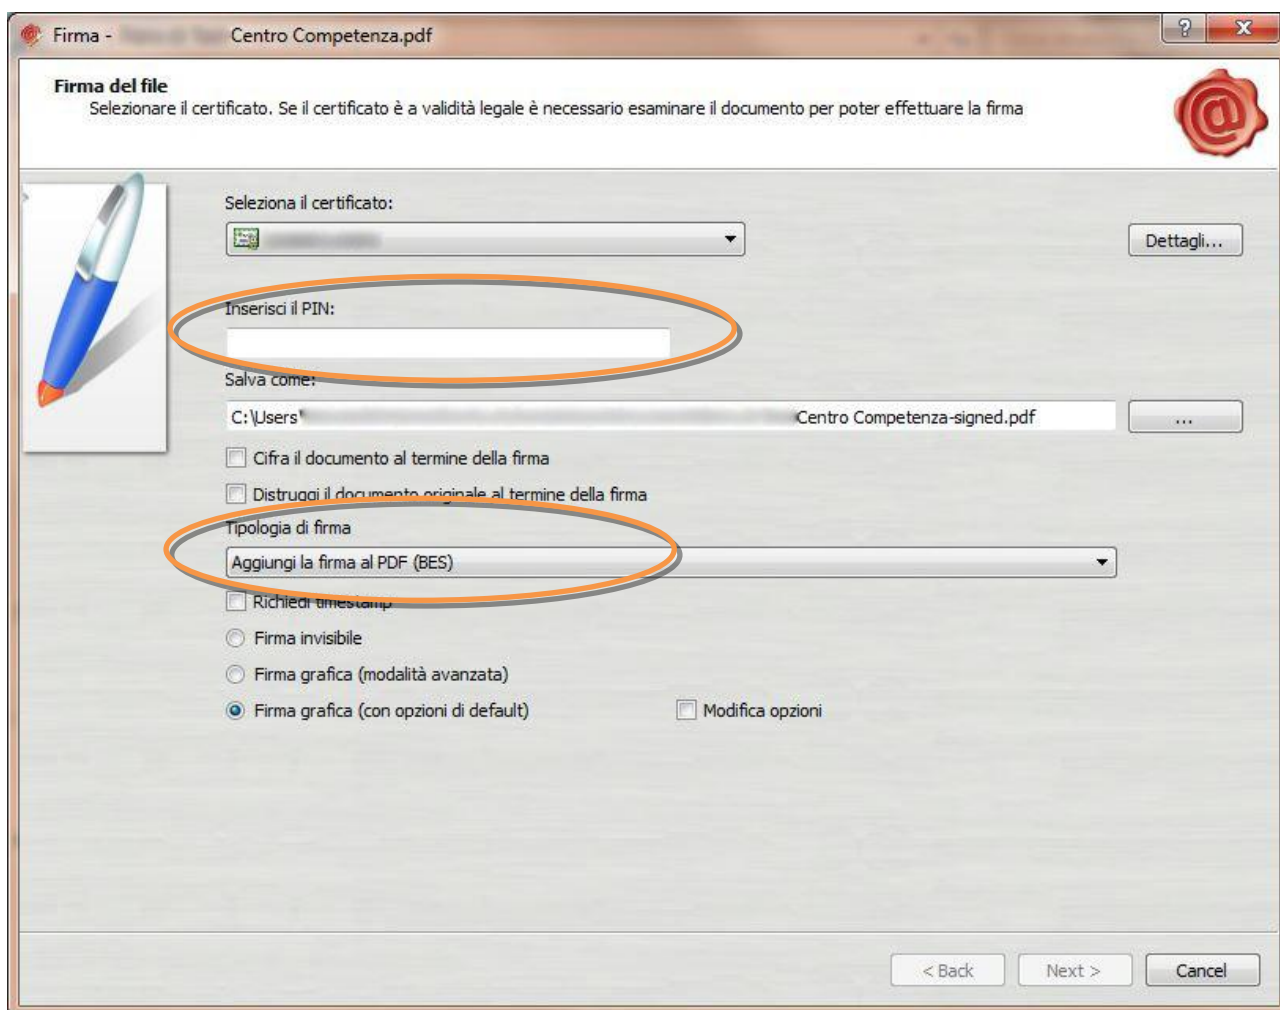 Firma - Centro Competenza.pdf
Firma del file
Selezionare il certificato. Se il certificato è a validità legale è necessario esaminare il documento per poter effettuare la firma
Seleziona il certificato:
Dettagli...
Inserisci il PIN:
Salva come:
C:\Users Centro Competenza-signed.pdf ...
Cifra il documento al termine della firma
Distruggi il documento originale al termine della firma
Tipologia di firma
Aggiungi la firma al PDF (BES)
Richiedi timestamp
Firma invisibile
Firma grafica (modalità avanzata)
Firma grafica (con opzioni di default) Modifica opzioni
< Back Next > Cancel